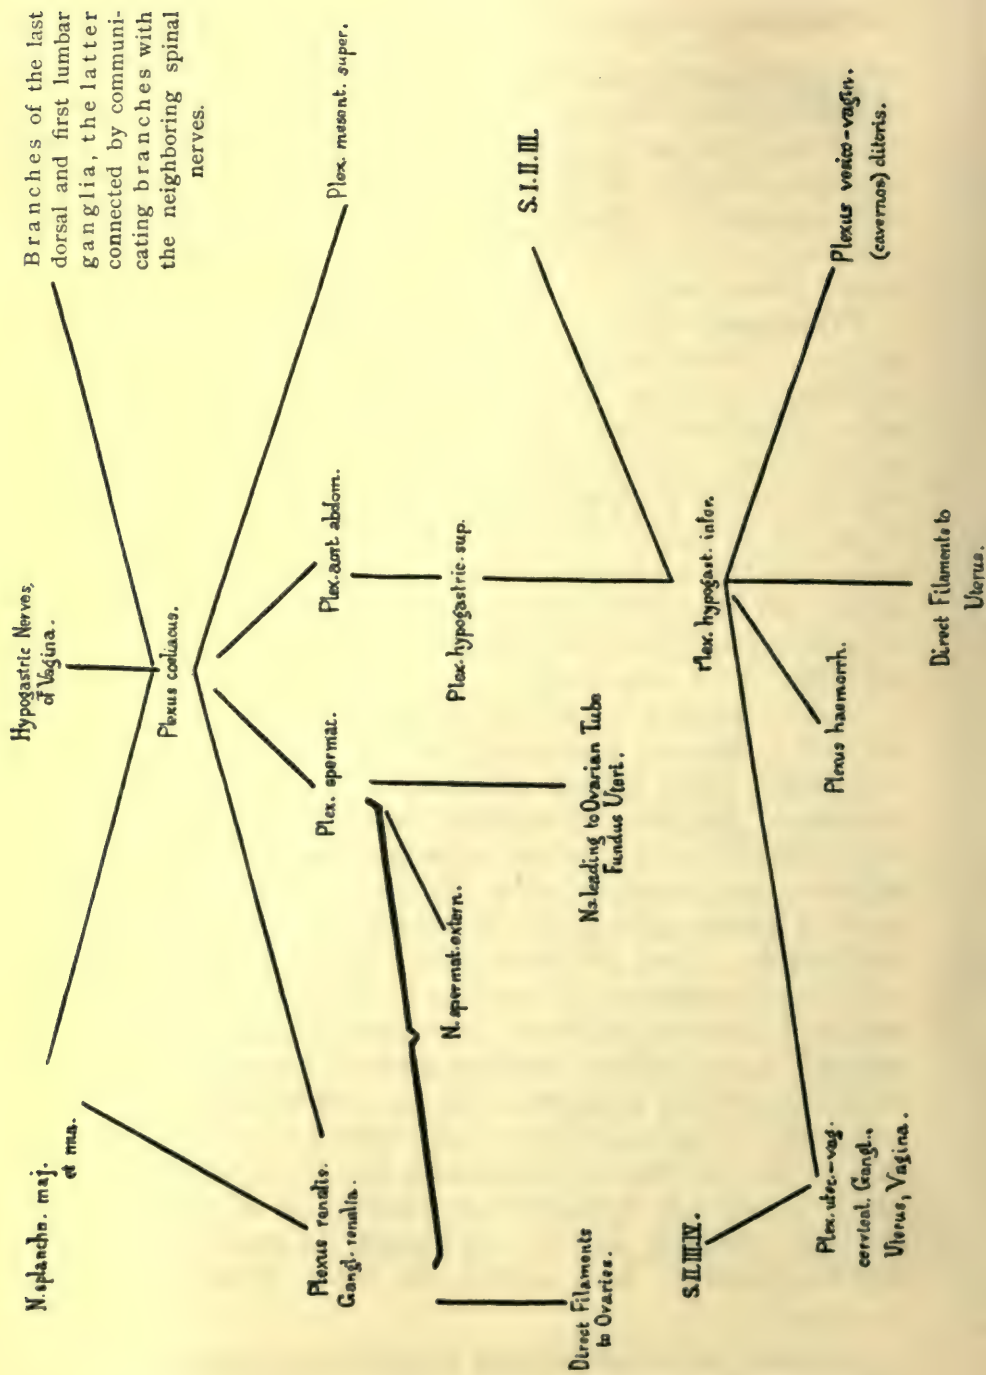 Hypogastric Nerves,
of Vagina.
N. splanchn. maj.
et mn.
Branches of the last
dorsal and first lumbar
ganglia, the latter
connected by communi-
cating branches with
the neighboring spinal
nerves.
Plexus coeliacus.
Plexus renalis.
Gangl. renalia.
Plex. spermat.
Plex. aort. abdom.
Plex. mesent. super.
N. spermat. extern.
Plex. hypogastric. sup.
Direct Filaments
to Ovaries.
Ns. leading to Ovarian Tube
Fundus Uteri.
S. I. II. III.
S. II. III. IV.
Plex. hypogast. infer.
Plex. uter.-vag.
cervical. Gangl.,
Uterus, Vagina.
Plexus haemorrh.
Direct Filaments to
Uterus.
Plexus vesico-vagin.
(cavernos) clitoris.